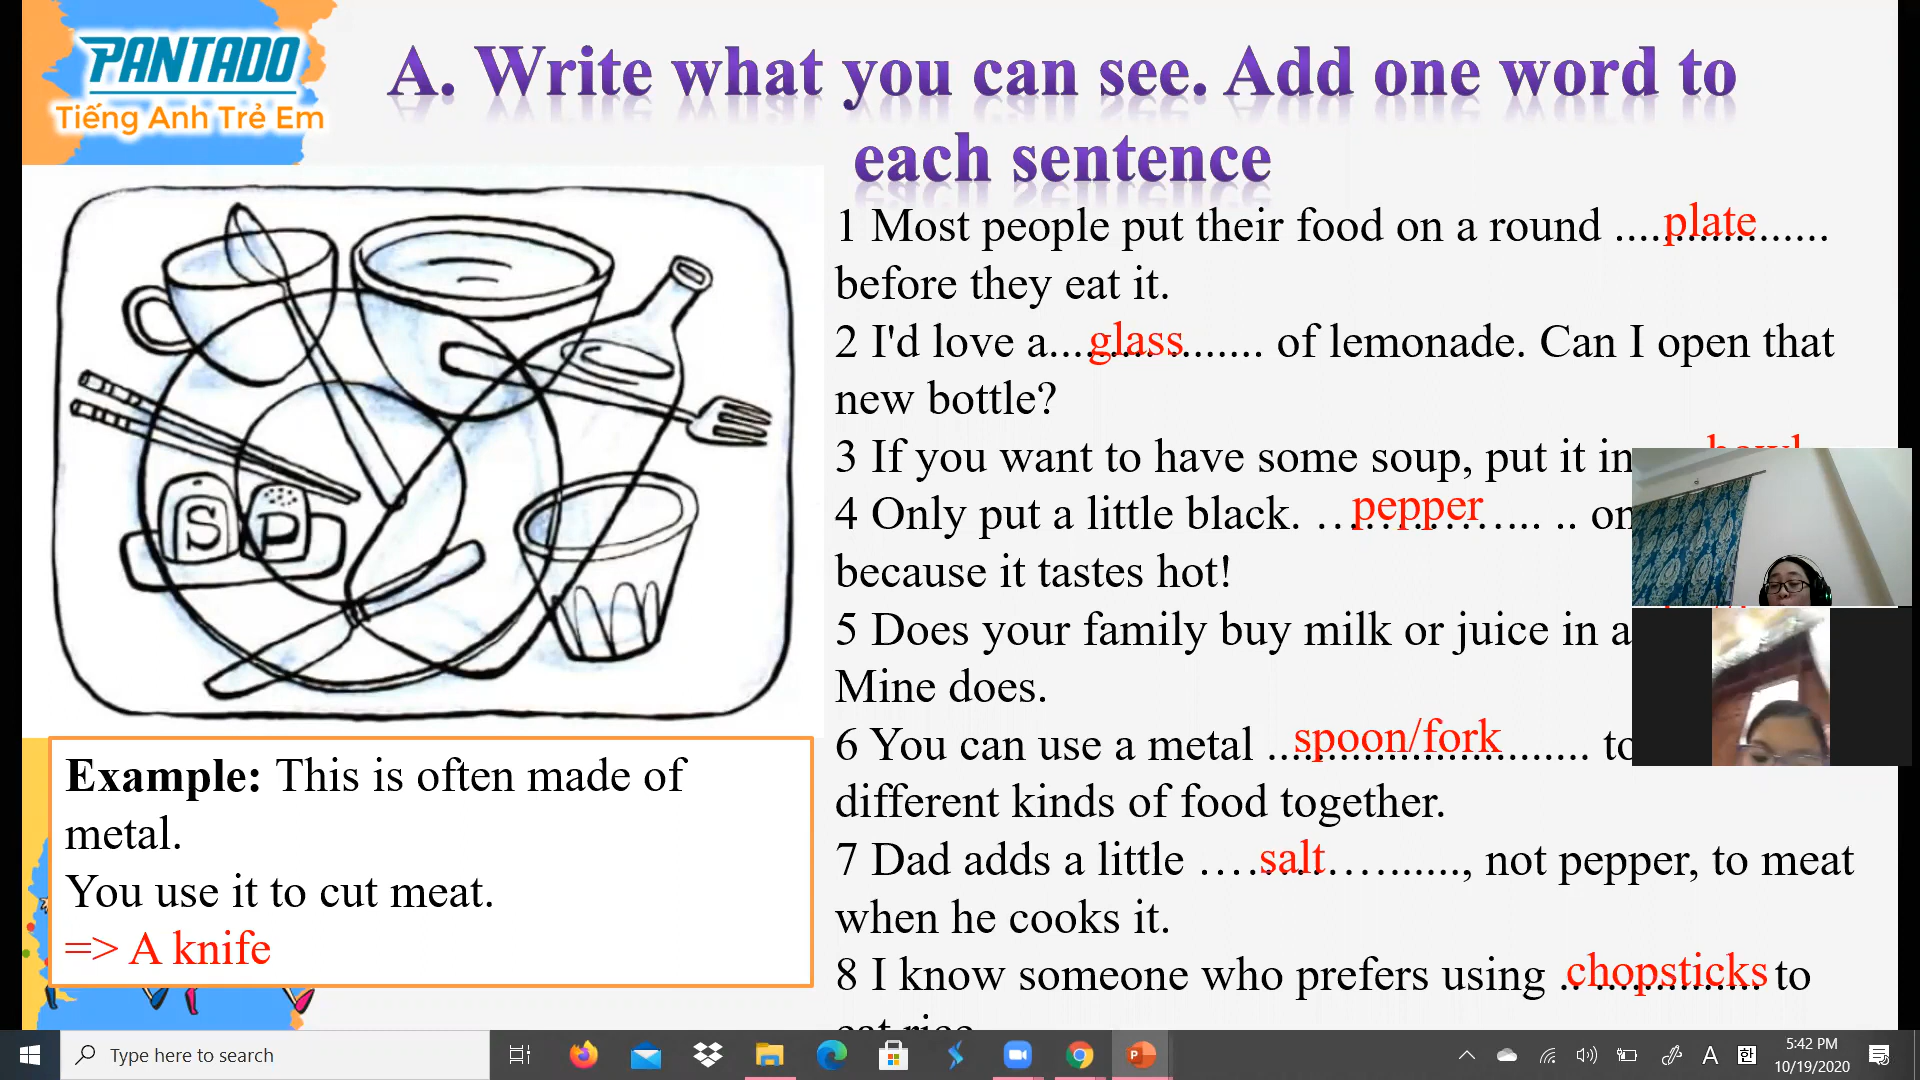 PANTADO
Tiếng Anh Trẻ Em
A. Write what you can see. Add one word to
each sentence
S P
1 Most people put their food on a round .... plate ......
before they eat it.
2 I'd love a.... glass ....... of lemonade. Can I open that
new bottle?
3 If you want to have some soup, put it in
4 Only put a little black. … pepper ….. .. on
because it tastes hot!
5 Does your family buy milk or juice in a
Mine does.
6 You can use a metal .. spoon/fork ....... to
different kinds of food together.
7 Dad adds a little …. salt …......, not pepper, to meat
when he cooks it.
8 I know someone who prefers using .. chopsticks to
Example: This is often made of
metal.
You use it to cut meat.
=> A knife
Type here to search
A
한
5:42 PM
10/19/2020